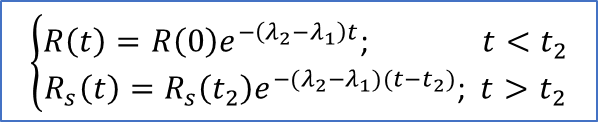 R(t) = R(0)e^{-(λ_2-λ_1)t}; t < t_2
R_s(t) = R_s(t_2)e^{-(λ_2-λ_1)(t-t_2)}; t > t_2